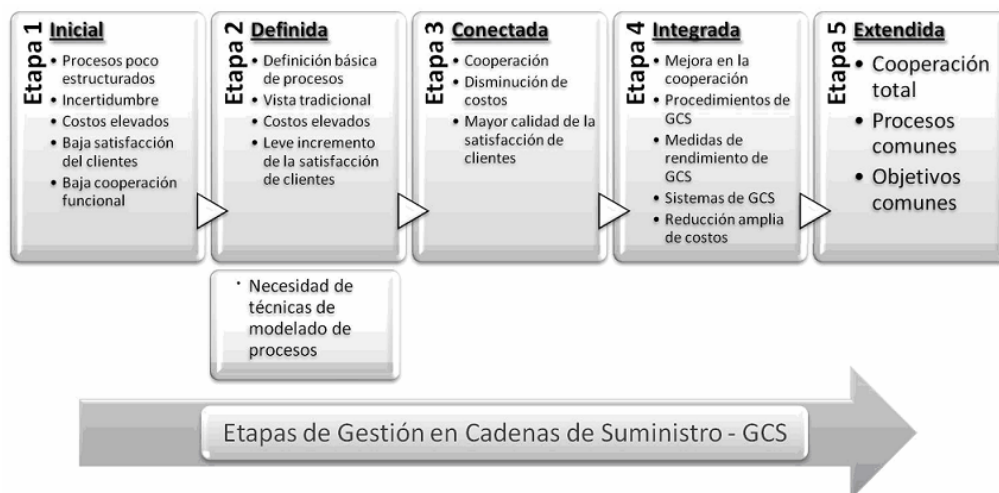 Etapa 1
Inicial
• Procesos poco
estructurados
• Incertidumbre
• Costos elevados
• Baja satisfacción
del clientes
• Baja cooperación
funcional
Etapa 2
Definida
• Definición básica
de procesos
• Vista tradicional
• Costos elevados
• Leve incremento
de la satisfacción
de clientes
Etapa 3
Conectada
• Cooperación
• Disminución de
costos
• Mayor calidad de la
satisfacción de
clientes
Etapa 4
Integrada
• Mejora en la
cooperación
• Procedimientos de
GCS
• Medidas de
rendimiento de
GCS
• Sistemas de GCS
• Reducción amplia
de costos
Etapa 5
Extendida
• Cooperación
total
• Procesos
comunes
• Objetivos
comunes
• Necesidad de
técnicas de
modelado de
procesos
Etapas de Gestión en Cadenas de Suministro - GCS